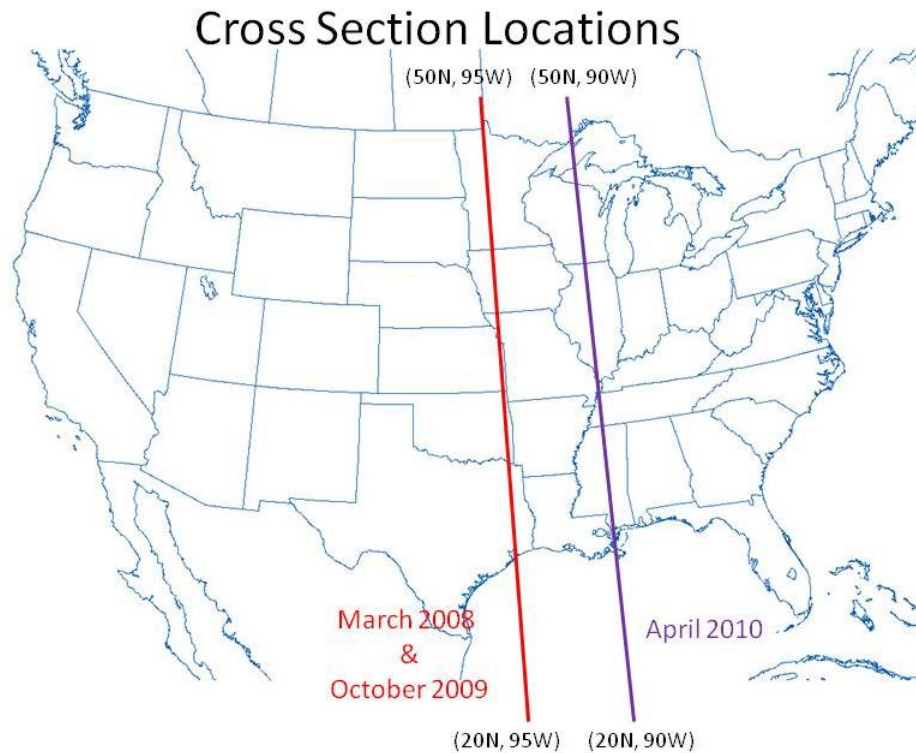 Cross Section Locations
(50N, 95W) (50N, 90W)
March 2008
&
October 2009
April 2010
(20N, 95W) (20N, 90W)